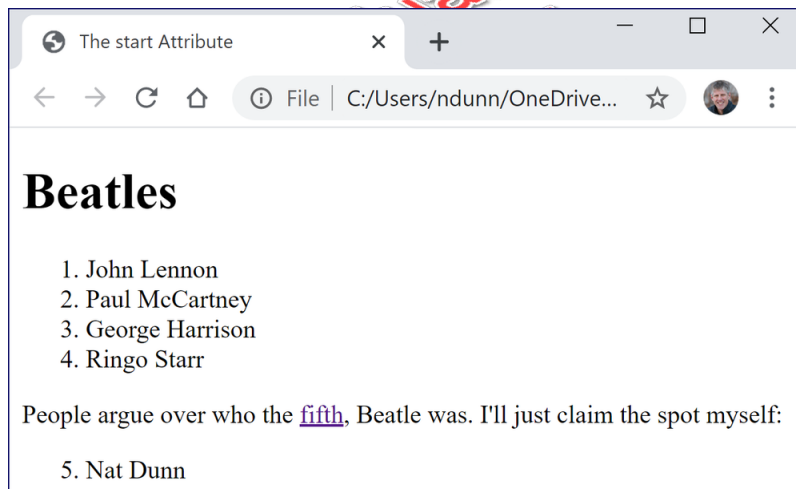 The start Attribute
File C:/Users/ndunn/OneDrive...
Beatles
1. John Lennon
2. Paul McCartney
3. George Harrison
4. Ringo Starr
People argue over who the fifth, Beatle was. I'll just claim the spot myself:
5. Nat Dunn